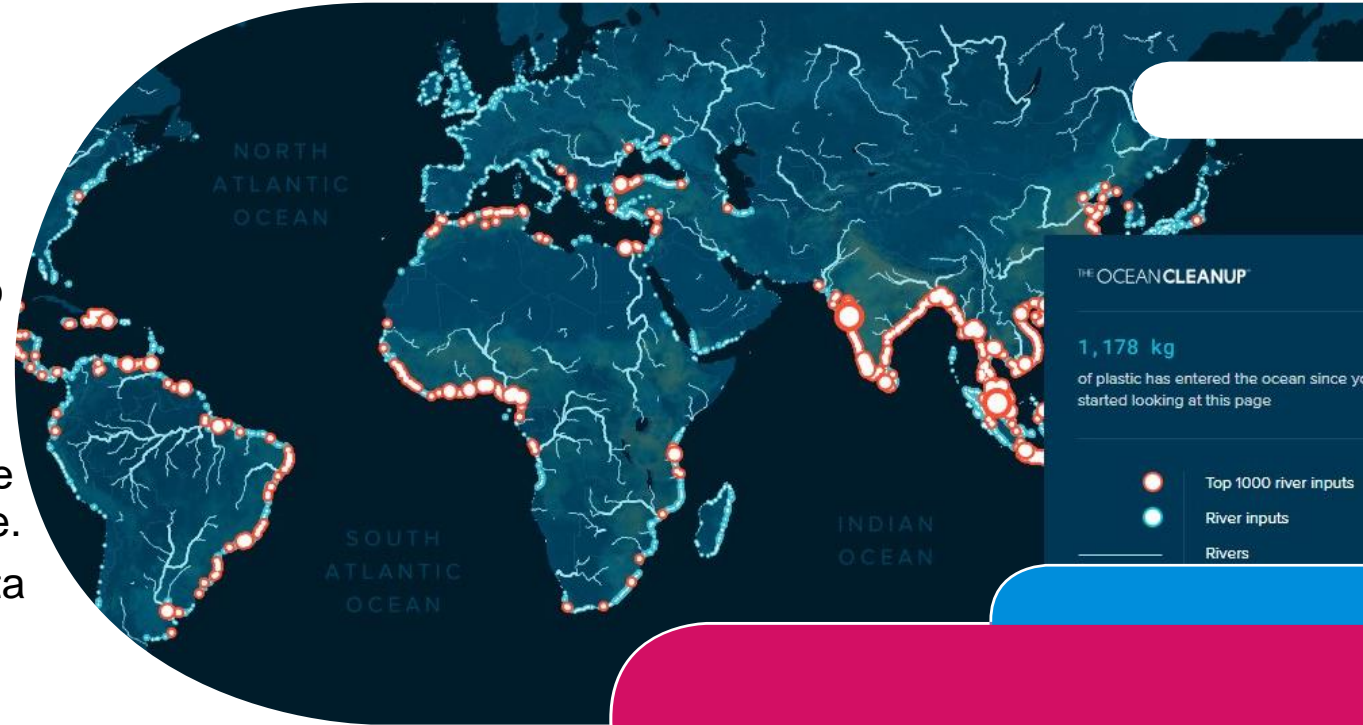 NORTH
ATLANTIC
OCEAN
THE OCEAN CLEANUP
1,178 kg
of plastic has entered the ocean since yo
started looking at this page
Top 1000 river inputs
River inputs
Rivers
SOUTH
ATLANTIC
OCEAN
INDIAN
OCEAN